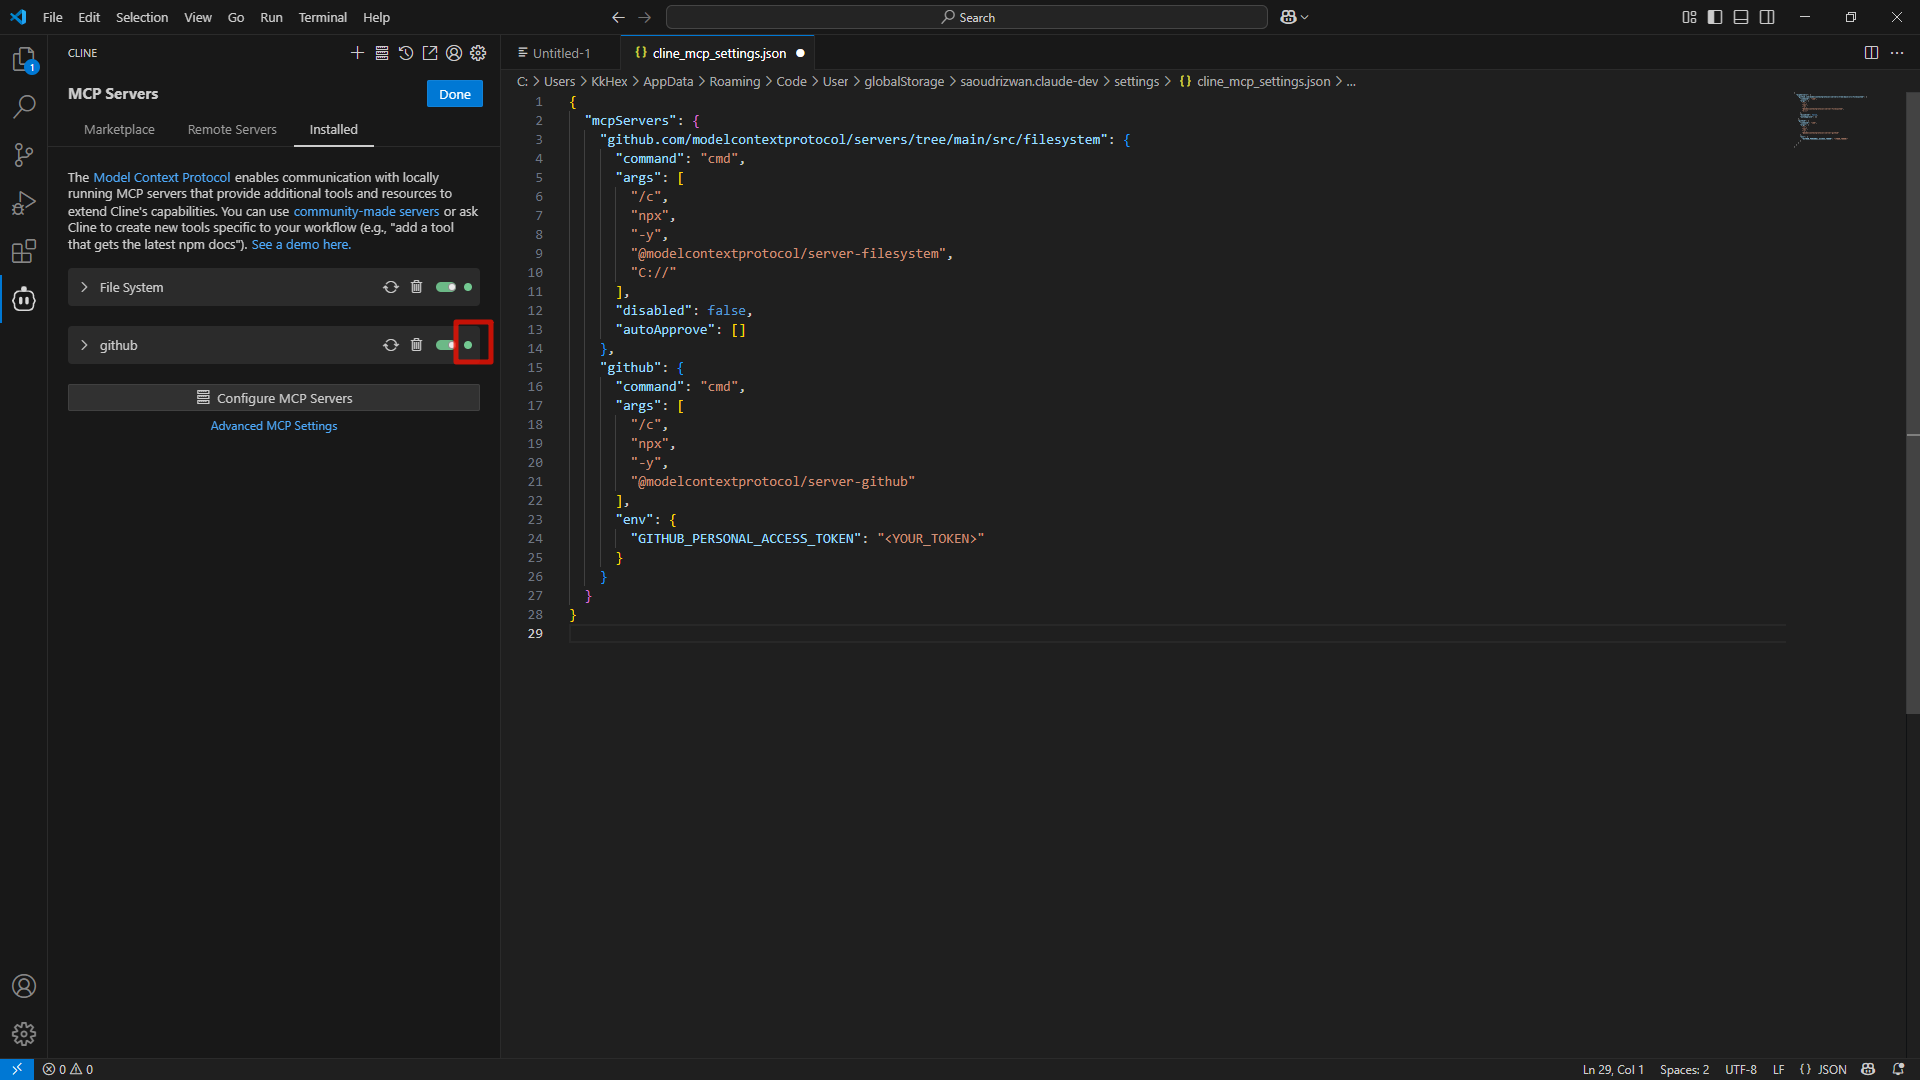 File Edit Selection View Go Run Terminal Help
Search
CLINE
1
MCP Servers
Done
Marketplace Remote Servers Installed
The Model Context Protocol enables communication with locally
running MCP servers that provide additional tools and resources to
extend Cline's capabilities. You can use community-made servers or ask
Cline to create new tools specific to your workflow (e.g., "add a tool
that gets the latest npm docs"). See a demo here.
File System
github
Configure MCP Servers
Advanced MCP Settings
Untitled-1
{} cline_mcp_settings.json
C: > Users > KkHex > AppData > Roaming > Code > User > globalStorage > saoudrizwan.claude-dev > settings > {} cline_mcp_settings.json > ...
1 {
2 "mcpServers": {
3 "github.com/modelcontextprotocol/servers/tree/main/src/filesystem": {
4 "command": "cmd",
5 "args": [
6 "/c",
7 "npx",
8 "-y",
9 "@modelcontextprotocol/server-filesystem",
10 "C://"
11 ],
12 "disabled": false,
13 "autoApprove": []
14 },
15 "github": {
16 "command": "cmd",
17 "args": [
18 "/c",
19 "npx",
20 "-y",
21 "@modelcontextprotocol/server-github"
22 ],
23 "env": {
24 "GITHUB_PERSONAL_ACCESS_TOKEN": "<YOUR_TOKEN>"
25 }
26 }
27 }
28 }
29
0 0
Ln 29, Col 1 Spaces: 2 UTF-8 LF {} JSON